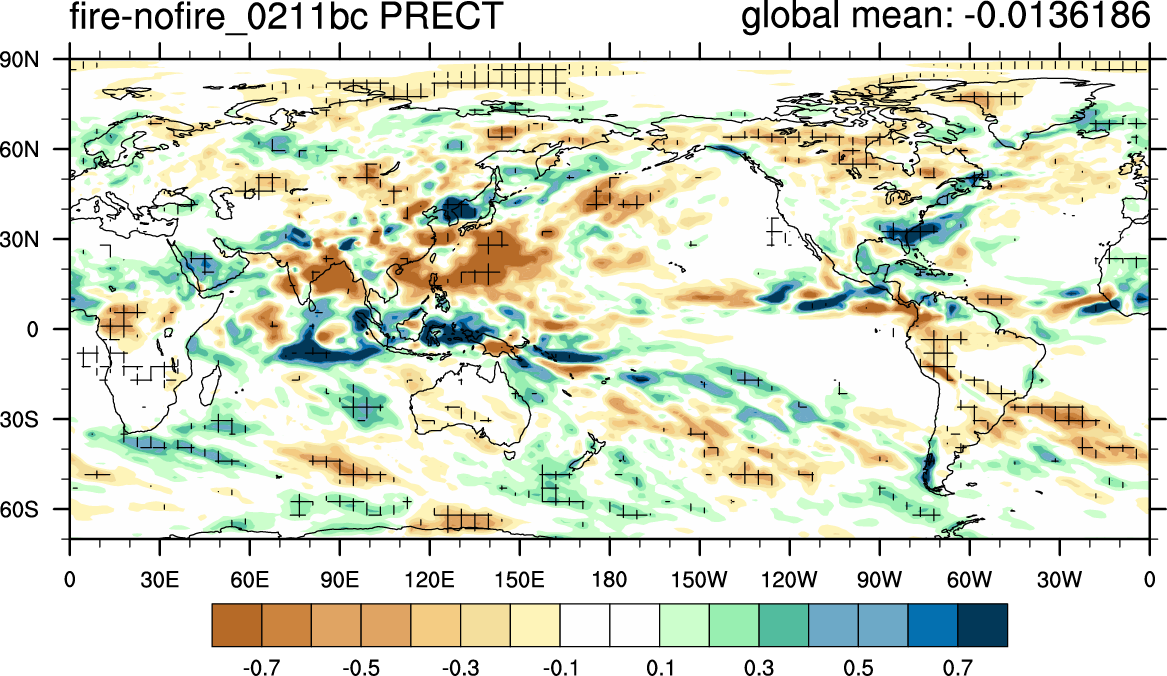 fire-nofire_0211bc PRECT global mean: -0.0136186
90N
60N
30N
0
30S
60S
0 30E 60E 90E 120E 150E 180 150W 120W 90W 60W 30W 0
-0.7 -0.5 -0.3 -0.1 0.1 0.3 0.5 0.7